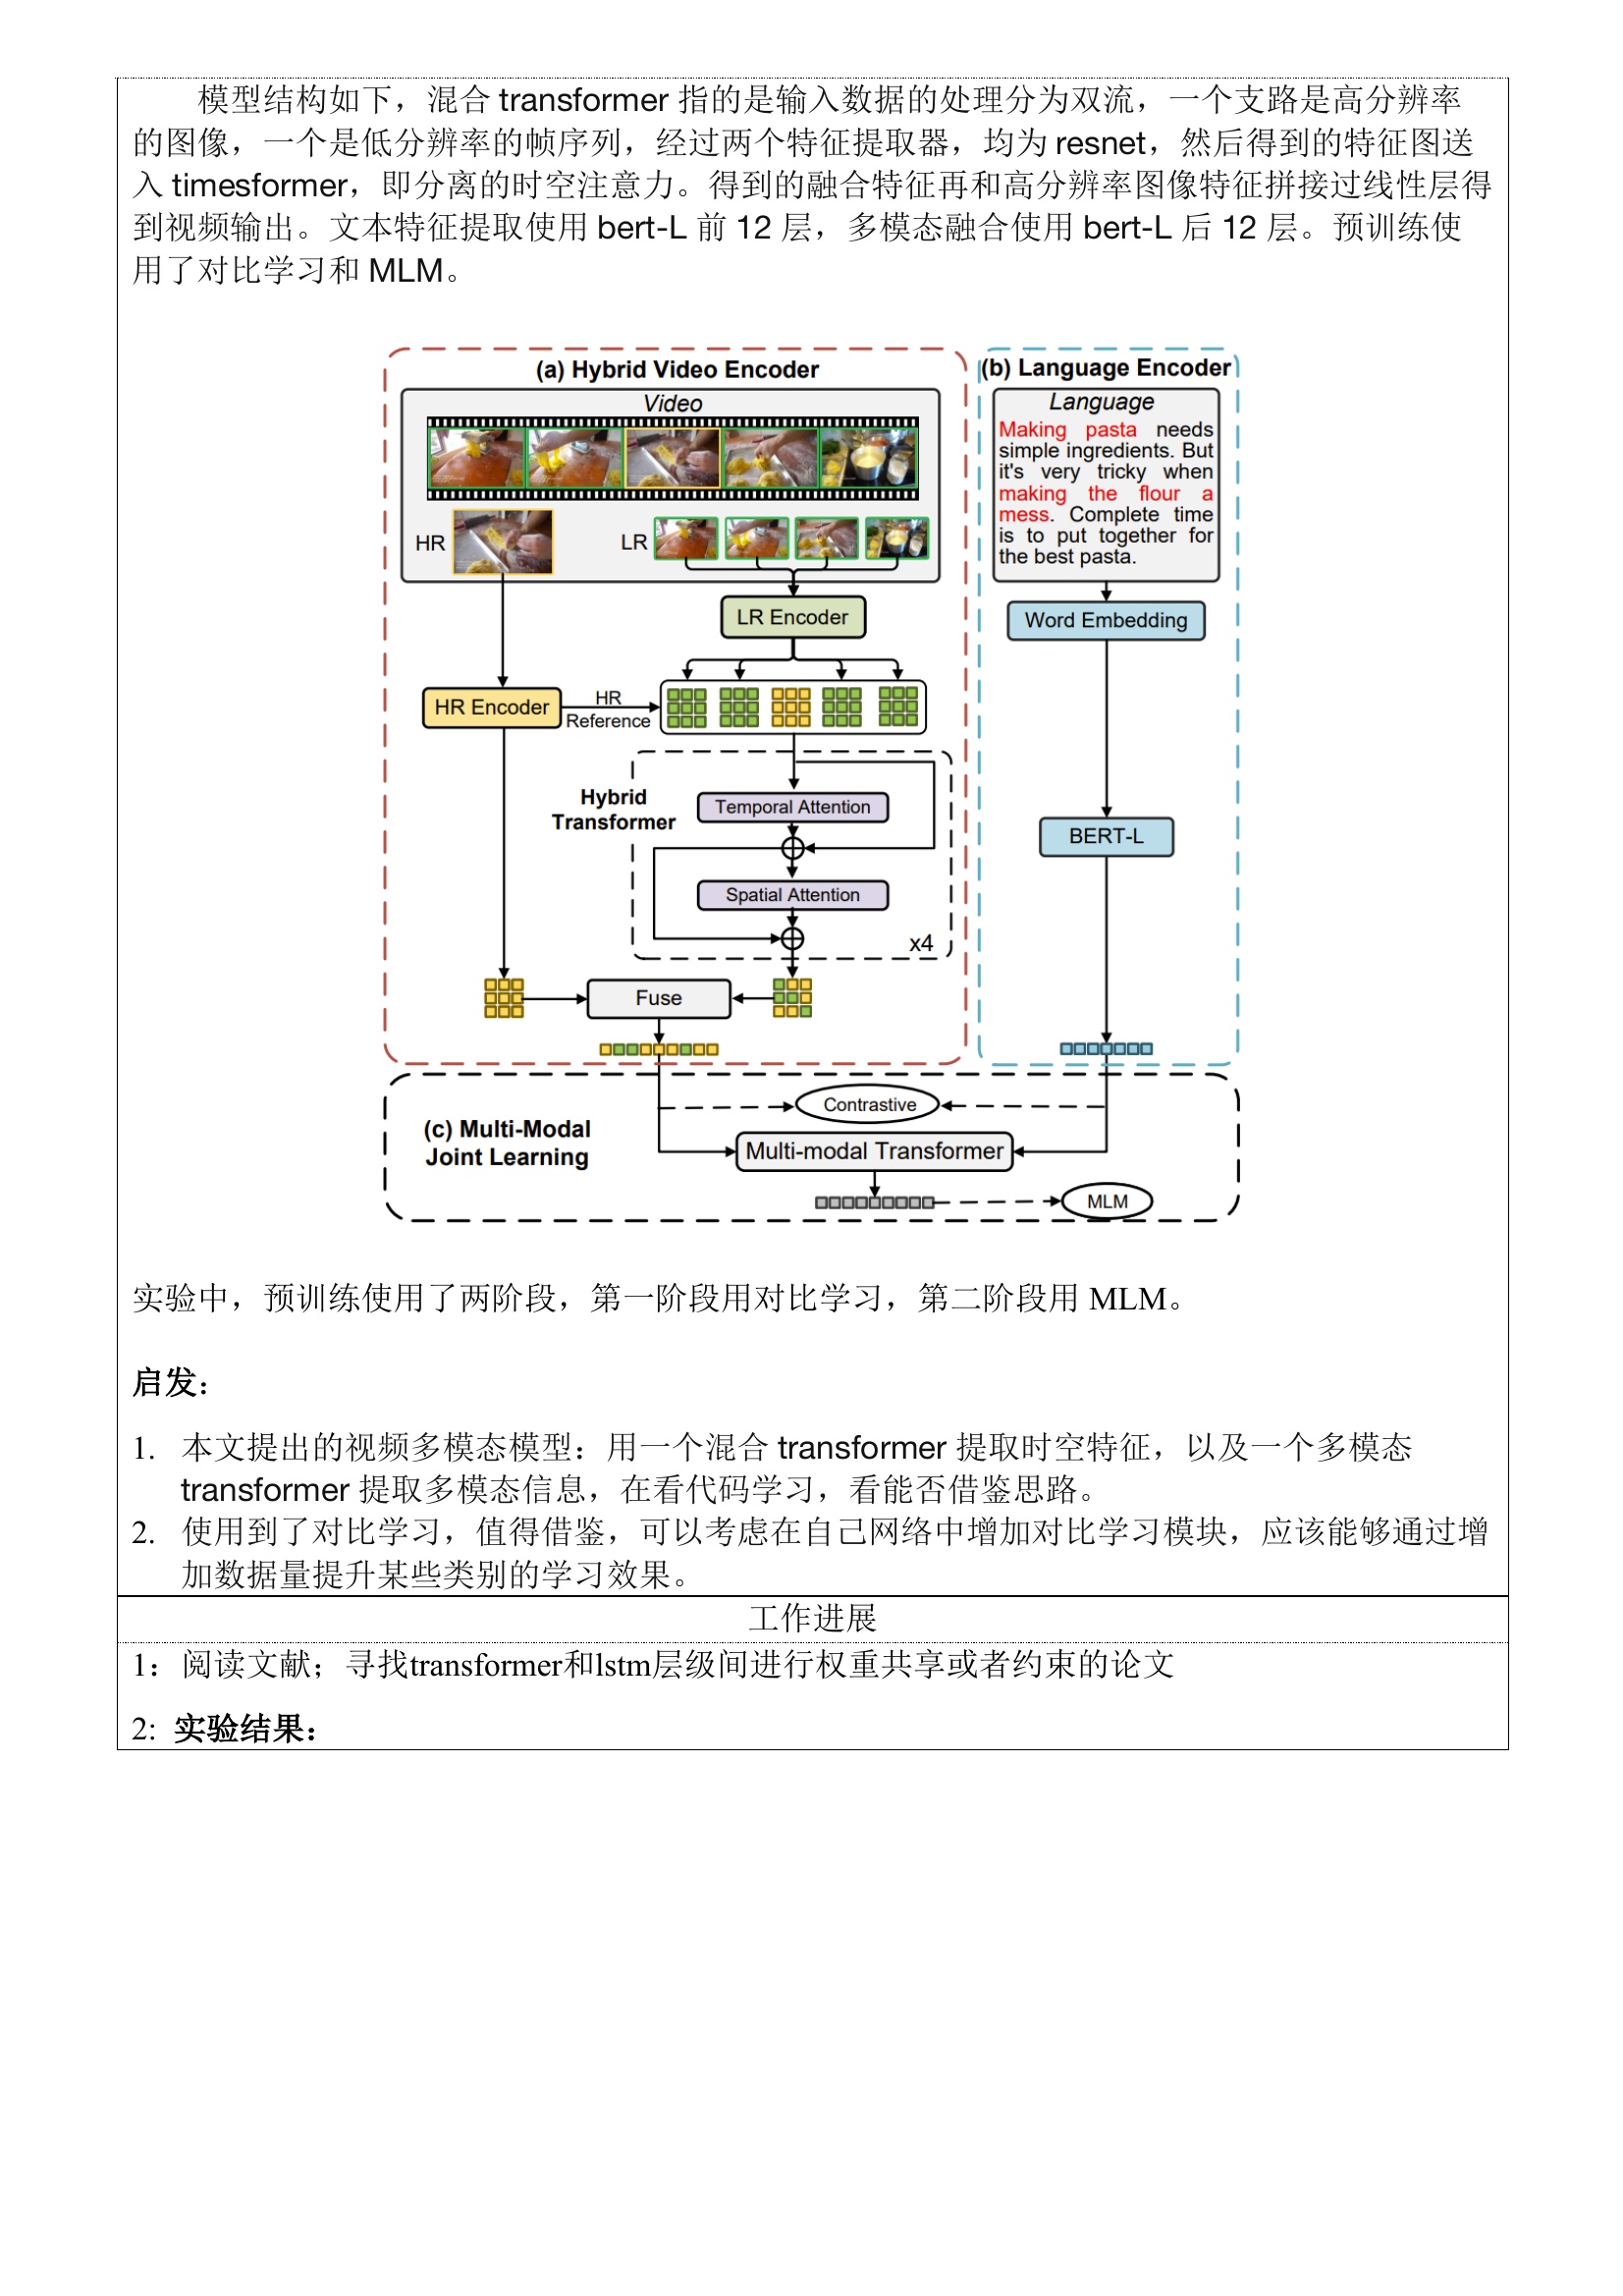 模型结构如下，混合 transformer 指的是输入数据的处理分为双流，一个支路是高分辨率
的图像，一个是低分辨率的帧序列，经过两个特征提取器，均为 resnet，然后得到的特征图送
入 timesformer，即分离的时空注意力。得到的融合特征再和高分辨率图像特征拼接过线性层得
到视频输出。文本特征提取使用 bert-L 前 12 层，多模态融合使用 bert-L 后 12 层。预训练使
用了对比学习和 MLM。
(a) Hybrid Video Encoder
Video
HR
LR
LR Encoder
HR Encoder
HR
Reference
Hybrid
Transformer
Temporal Attention
Spatial Attention
x4
Fuse
(b) Language Encoder
Language
Making pasta needs
simple ingredients. But
it's very tricky when
making the flour a
mess. Complete time
is to put together for
the best pasta.
Word Embedding
BERT-L
(c) Multi-Modal
Joint Learning
Contrastive
Multi-modal Transformer
MLM
实验中，预训练使用了两阶段，第一阶段用对比学习，第二阶段用 MLM。
启发：
1. 本文提出的视频多模态模型：用一个混合 transformer 提取时空特征，以及一个多模态
transformer 提取多模态信息，在看代码学习，看能否借鉴思路。
2. 使用到了对比学习，值得借鉴，可以考虑在自己网络中增加对比学习模块，应该能够通过增
加数据量提升某些类别的学习效果。
工作进展
1：阅读文献；寻找transformer和lstm层级间进行权重共享或者约束的论文
2: 实验结果：